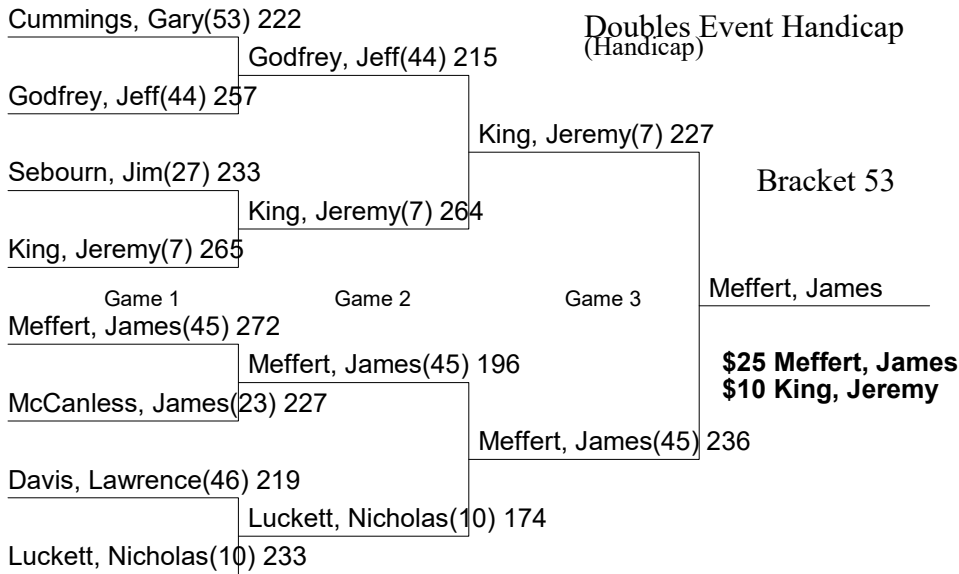 Cummings, Gary(53) 222
Doubles Event Handicap
(Handicap)
Godfrey, Jeff(44) 215
Godfrey, Jeff(44) 257
King, Jeremy(7) 227
Sebourn, Jim(27) 233
Bracket 53
King, Jeremy(7) 264
King, Jeremy(7) 265
Game 1
Game 2
Game 3
Meffert, James
Meffert, James(45) 272
Meffert, James(45) 196
$25 Meffert, James
$10 King, Jeremy
McCanless, James(23) 227
Meffert, James(45) 236
Davis, Lawrence(46) 219
Luckett, Nicholas(10) 174
Luckett, Nicholas(10) 233